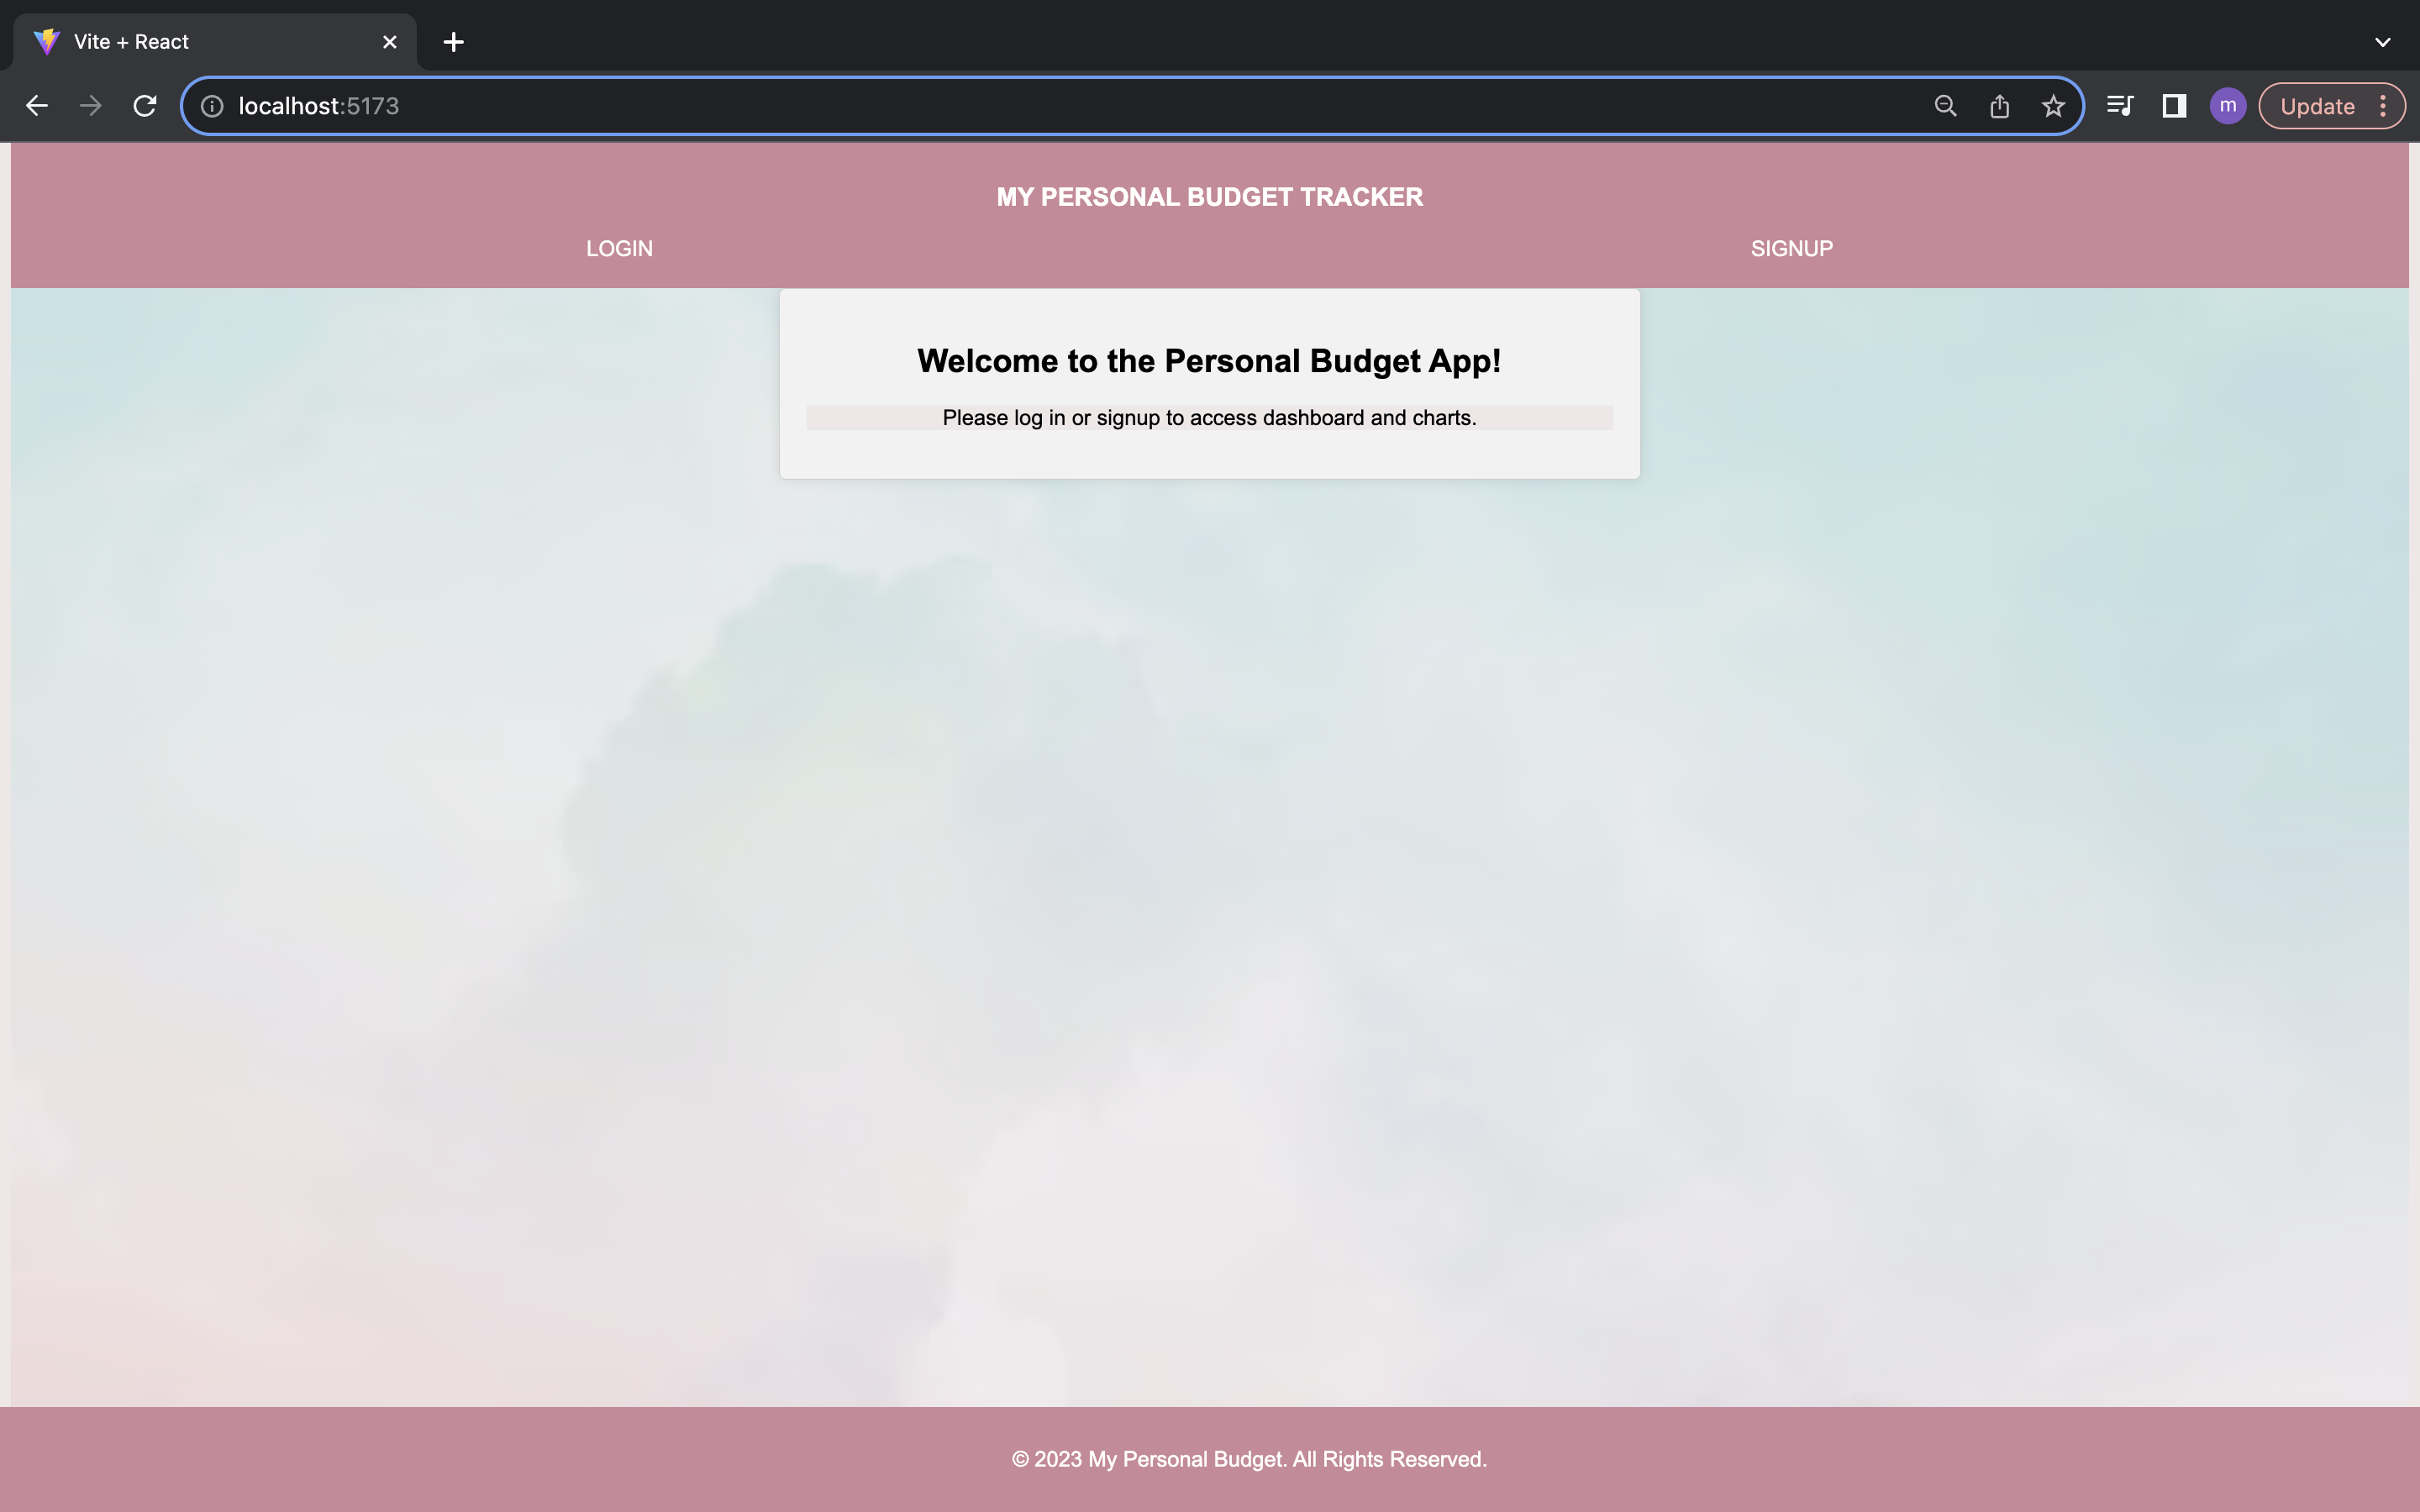 Vite + React
localhost:5173
m
Update
MY PERSONAL BUDGET TRACKER
LOGIN
SIGNUP
Welcome to the Personal Budget App!
Please log in or signup to access dashboard and charts.
© 2023 My Personal Budget. All Rights Reserved.